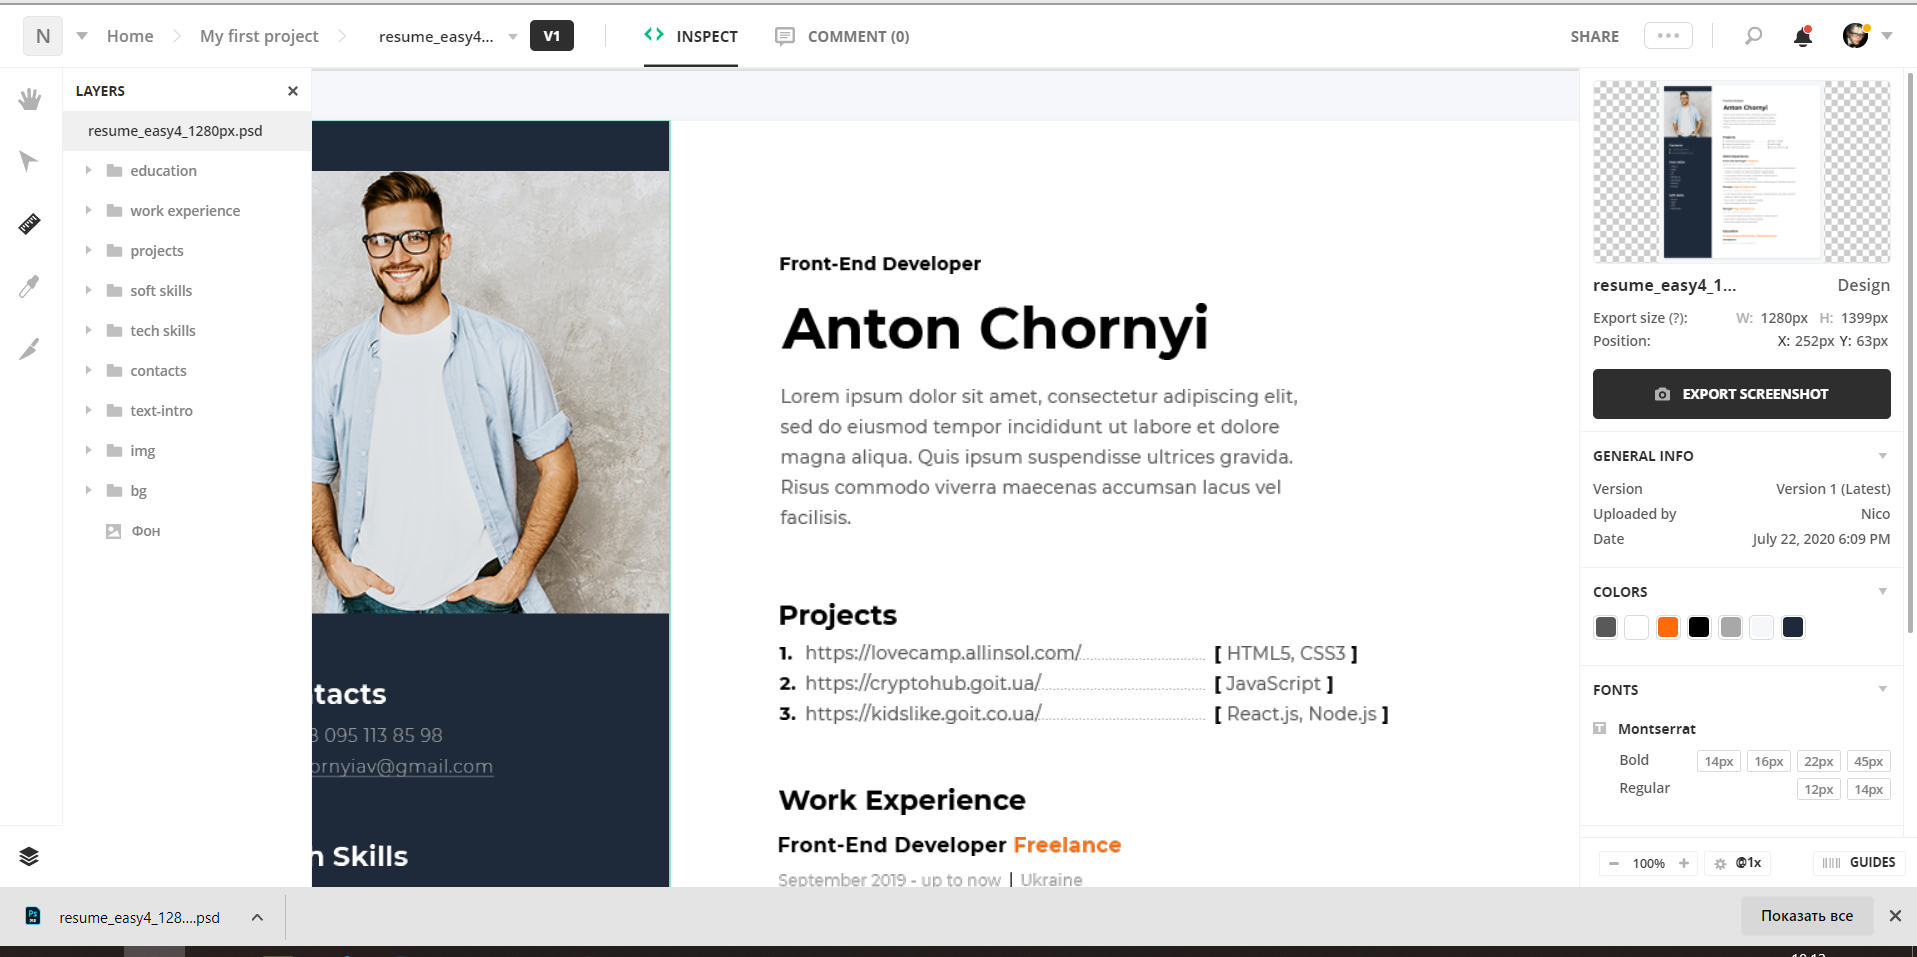 N
Home
My first project
resume_easy4...
V1
INSPECT
COMMENT (0)
SHARE
LAYERS
resume_easy4_1280px.psd
education
work experience
projects
soft skills
tech skills
contacts
text-intro
img
bg
Фон
Front-End Developer
Anton Chornyi
Lorem ipsum dolor sit amet, consectetur adipiscing elit,
sed do eiusmod tempor incididunt ut labore et dolore
magna aliqua. Quis ipsum suspendisse ultrices gravida.
Risus commodo viverra maecenas accumsan lacus vel
facilisis.
Projects
1. https://lovecamp.allinsol.com/ [ HTML5, CSS3 ]
2. https://cryptohub.goit.ua/ [ JavaScript ]
3. https://kidslike.goit.co.ua/ [ React.js, Node.js ]
Work Experience
Front-End Developer Freelance
September 2019 - up to now | Ukraine
tacts
8 095 113 85 98
ornyiav@gmail.com
n Skills
Anton Chornyi
resume_easy4_1...
Design
Export size (?): W: 1280px H: 1399px
Position: X: 252px Y: 63px
EXPORT SCREENSHOT
GENERAL INFO
Version Version 1 (Latest)
Uploaded by Nico
Date July 22, 2020 6:09 PM
COLORS
FONTS
Montserrat
Bold 14px 16px 22px 45px
Regular 12px 14px
100% @1x GUIDES
resume_easy4_128....psd
Показать все